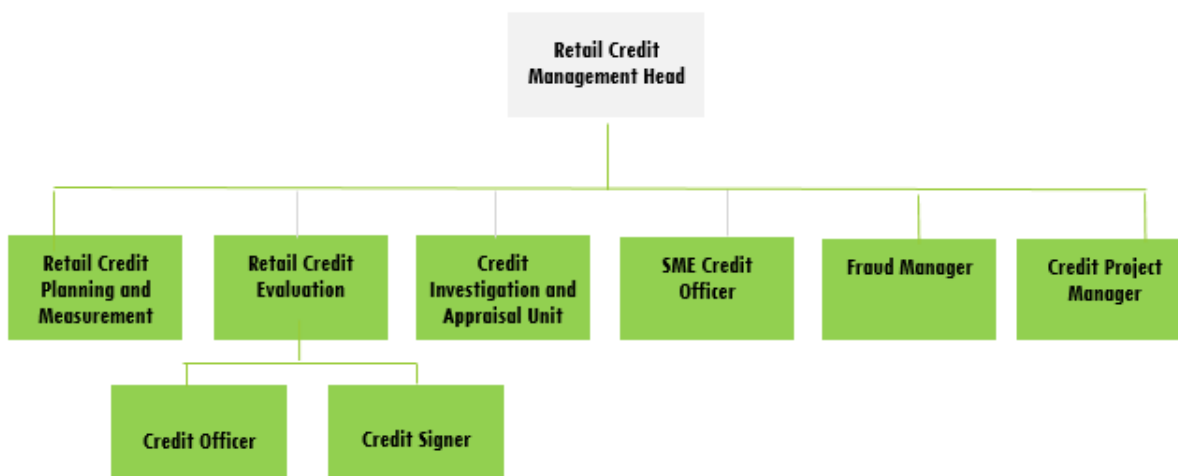 Retail Credit
Management Head
Retail Credit
Planning and
Measurement
Retail Credit
Evaluation
Credit
Investigation and
Appraisal Unit
SME Credit
Officer
Fraud Manager
Credit Project
Manager
Credit Officer
Credit Signer